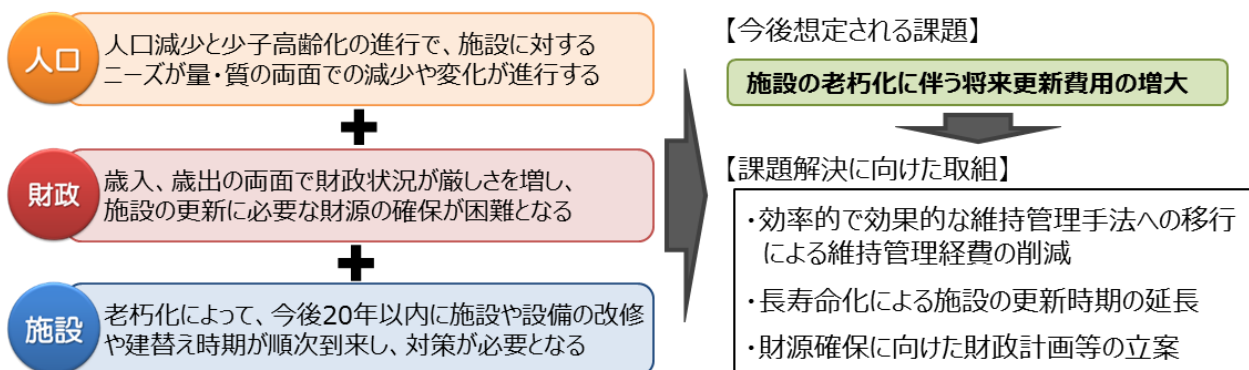 人口
人口減少と少子高齢化の進行で、施設に対する
ニーズが量・質の両面での減少や変化が進行する
財政
歳入、歳出の両面で財政状況が厳しさを増し、
施設の更新に必要な財源の確保が困難となる
施設
老朽化によって、今後20年以内に施設や設備の改修
や建替え時期が順次到来し、対策が必要となる
【今後想定される課題】
施設の老朽化に伴う将来更新費用の増大
【課題解決に向けた取組】
・効率的で効果的な維持管理手法への移行
による維持管理経費の削減
・長寿命化による施設の更新時期の延長
・財源確保に向けた財政計画等の立案